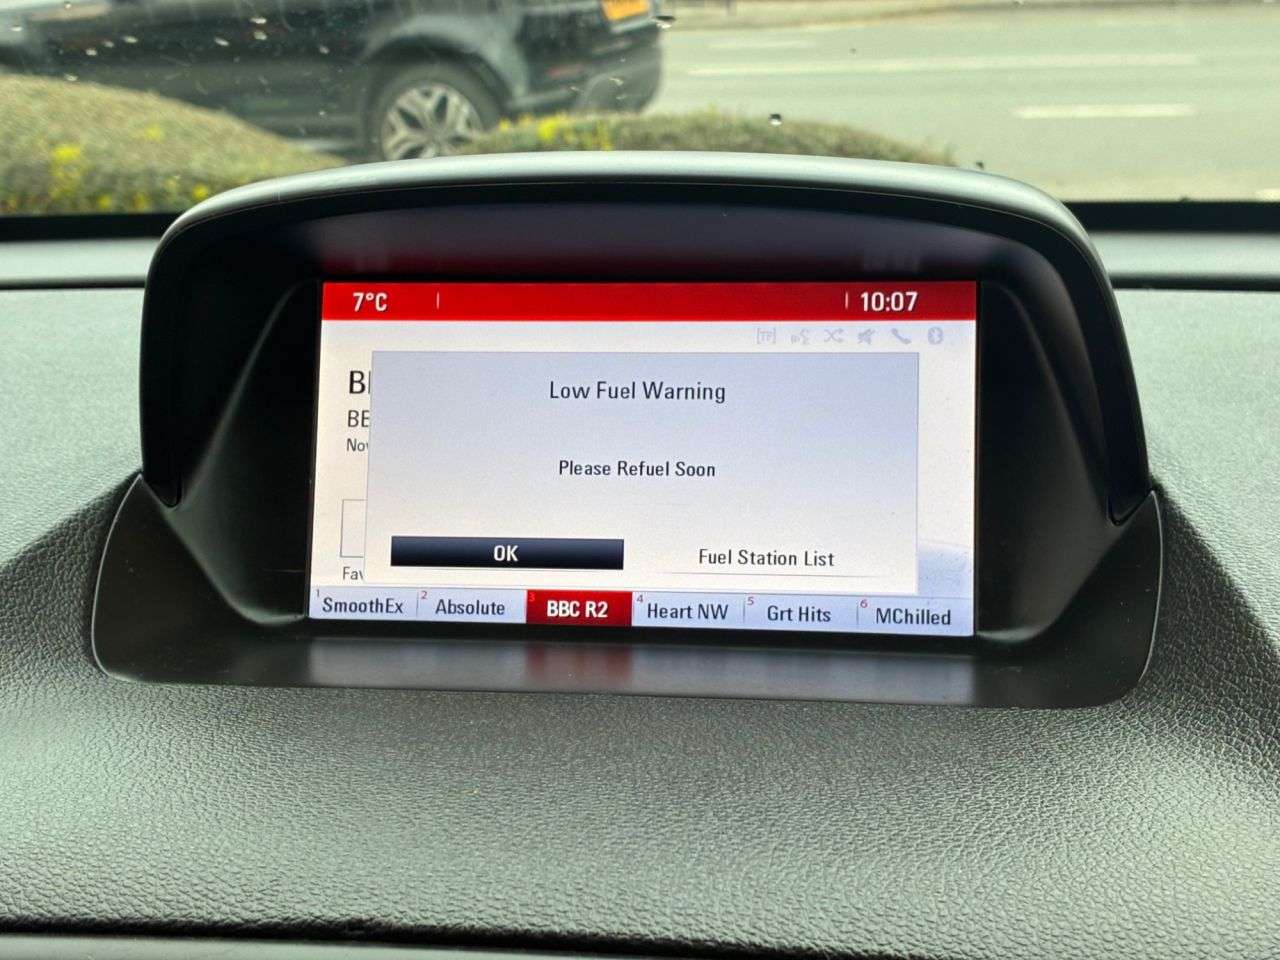 7°C 10:07
[TP]
Low Fuel Warning
Please Refuel Soon
OK Fuel Station List
1 SmoothEx 2 Absolute 3 BBC R2 4 Heart NW 5 Grt Hits 6 MChilled